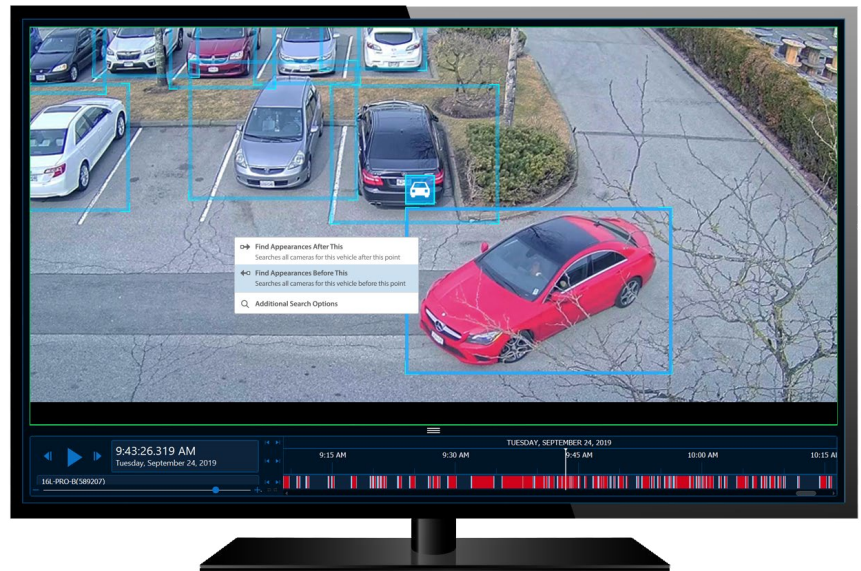 Find Appearances After This
Searches all cameras for this vehicle after this point
Find Appearances Before This
Searches all cameras for this vehicle before this point
Additional Search Options
TUESDAY, SEPTEMBER 24, 2019
9:43:26.319 AM
Tuesday, September 24, 2019
9:15 AM
9:30 AM
9:45 AM
10:00 AM
10:15 A
16L-PRO-B(589207)